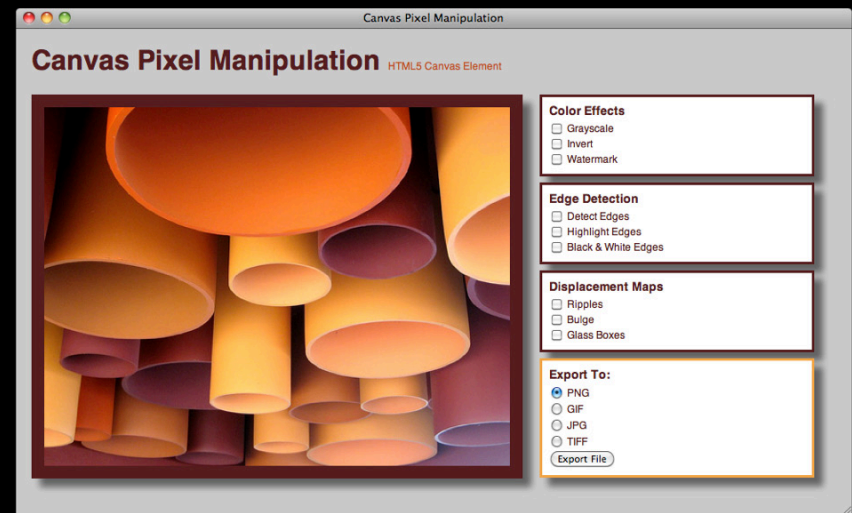 Canvas Pixel Manipulation
Canvas Pixel Manipulation HTML5 Canvas Element
Color Effects
Grayscale
Invert
Watermark
Edge Detection
Detect Edges
Highlight Edges
Black & White Edges
Displacement Maps
Ripples
Bulge
Glass Boxes
Export To:
PNG
GIF
JPG
TIFF
Export File